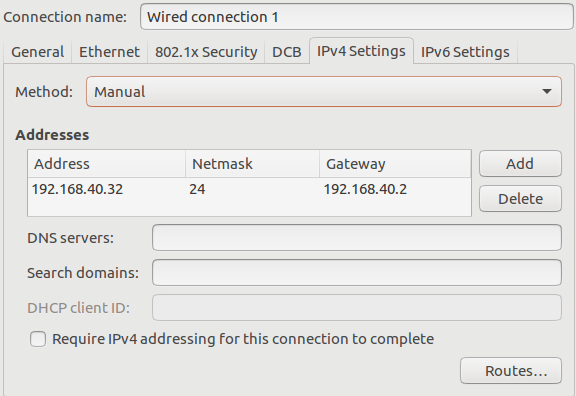 Connection name: Wired connection 1
General Ethernet 802.1x Security DCB IPv4 Settings IPv6 Settings
Method: Manual
Addresses
Address Netmask Gateway Add
192.168.40.32 24 192.168.40.2 Delete
DNS servers:
Search domains:
DHCP client ID:
Require IPv4 addressing for this connection to complete
Routes...